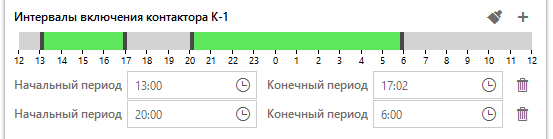 Интервалы включения контактора К-1
12 13 14 15 16 17 18 19 20 21 22 23 0 1 2 3 4 5 6 7 8 9 10 11 12
Начальный период 13:00 Конечный период 17:02
Начальный период 20:00 Конечный период 6:00